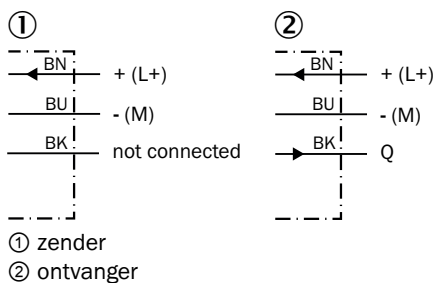 ① ②
BN + (L+) BN + (L+)
BU - (M) BU - (M)
BK not connected BK Q
① zender
② ontvanger